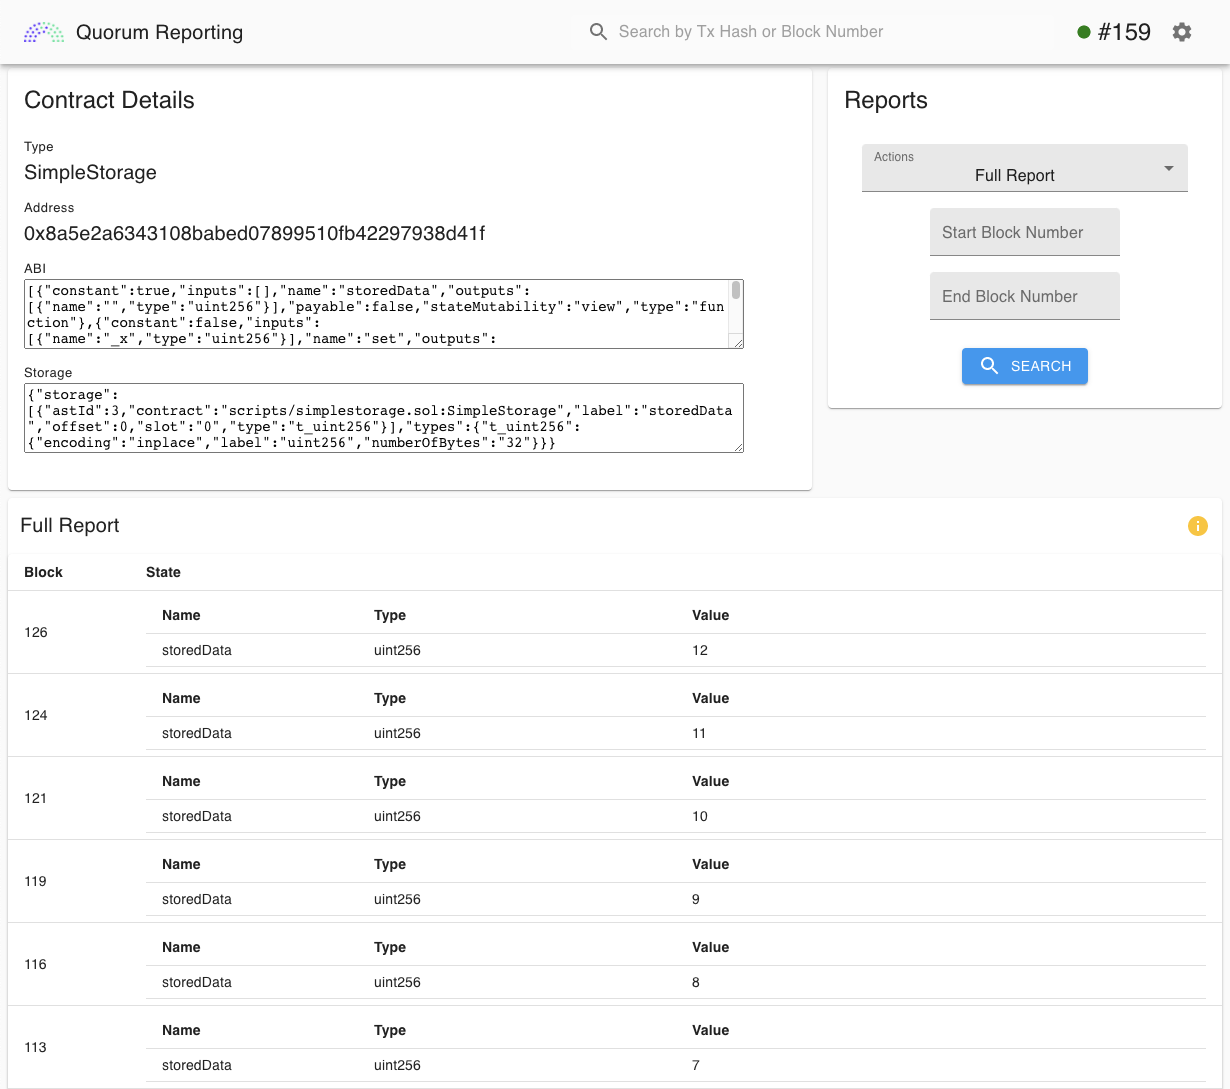 Quorum Reporting
Search by Tx Hash or Block Number
#159
Contract Details
Type
SimpleStorage
Address
0x8a5e2a6343108babed07899510fb42297938d41f
ABI
[{"constant":true,"inputs":[],"name":"storedData","outputs":
[{"name":"","type":"uint256"}],"payable":false,"stateMutability":"view","type":"func
ction"},{"constant":false,"inputs":
[{"name":"_x","type":"uint256"}],"name":"set","outputs":
Storage
{"storage":
[{"astId":3,"contract":"scripts/simplestorage.sol:SimpleStorage","label":"storedData
","offset":0,"slot":"0","type":"t_uint256"}],"types":{"t_uint256":
{"encoding":"inplace","label":"uint256","numberOfBytes":"32"}}}
Reports
Actions
Full Report
Start Block Number
End Block Number
SEARCH
Full Report
Block State
Name Type Value
126
storedData uint256 12
Name Type Value
124
storedData uint256 11
Name Type Value
121
storedData uint256 10
Name Type Value
119
storedData uint256 9
Name Type Value
116
storedData uint256 8
Name Type Value
113
storedData uint256 7